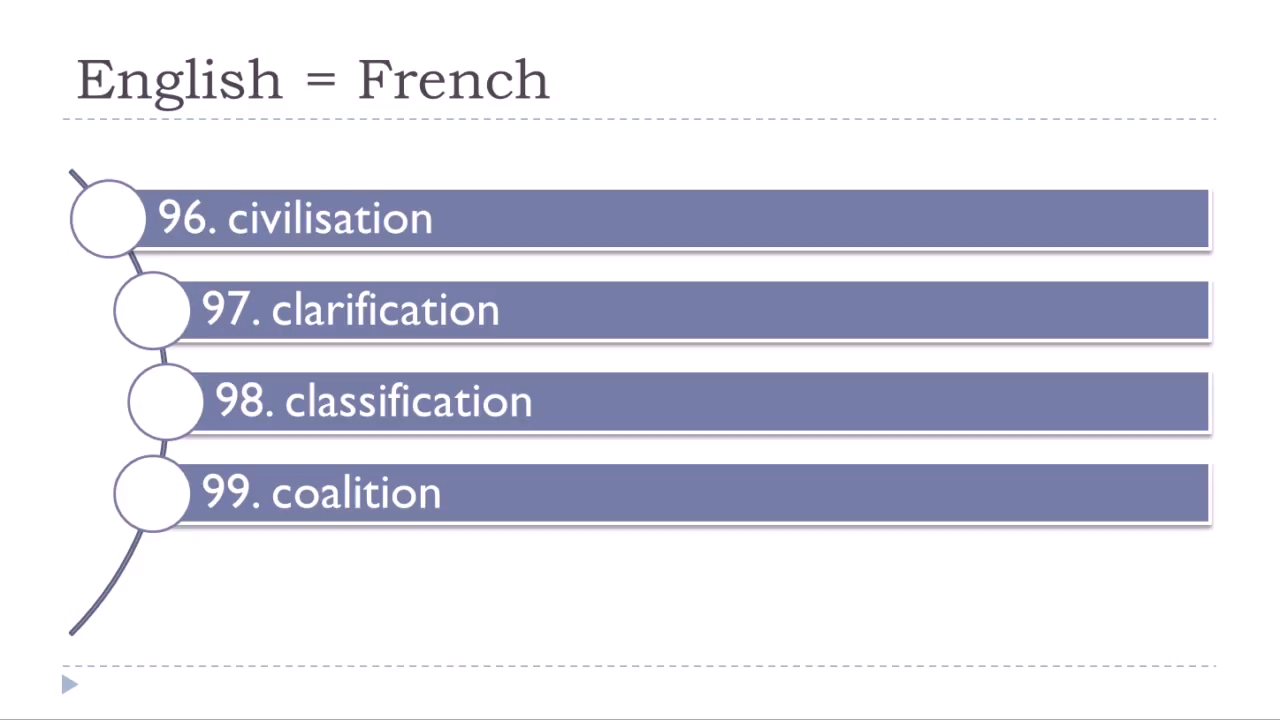 English = French
96. civilisation
97. clarification
98. classification
99. coalition